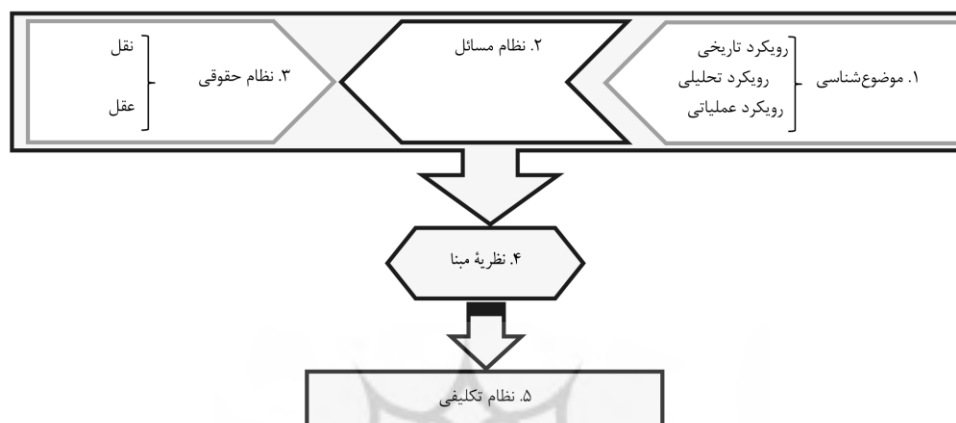 ۱. موضوع‌شناسی
رویکرد تاریخی
رویکرد تحلیلی
رویکرد عملیاتی
۲. نظام مسائل
۳. نظام حقوقی
نقل
عقل
۴. نظریۀ مبنا
۵. نظام تکلیفی